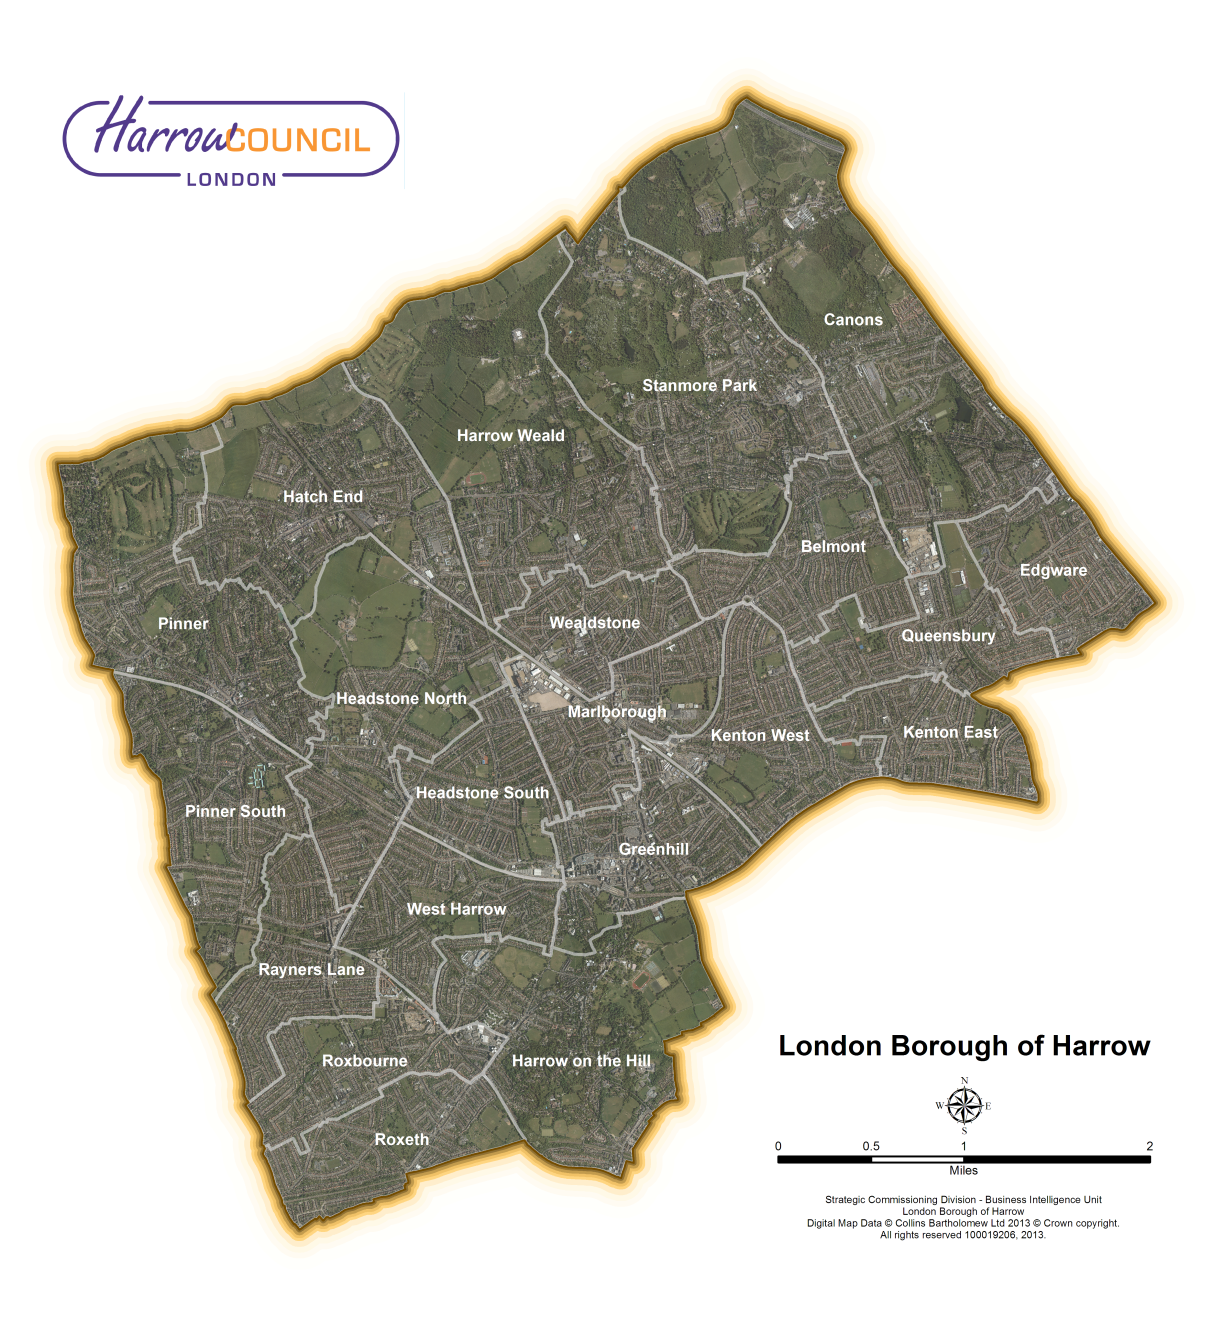 Harrow COUNCIL
LONDON
Canons
Stanmore Park
Harrow Weald
Hatch End
Belmont
Edgware
Pinner
Wealdstone
Queensbury
Headstone North
Marlborough
Kenton West
Kenton East
Headstone South
Pinner South
Greenhill
West Harrow
Rayners Lane
Roxbourne
Harrow on the Hill
Roxeth
London Borough of Harrow
N
W E
S
0 0.5 1 2
Miles
Strategic Commissioning Division - Business Intelligence Unit
London Borough of Harrow
Digital Map Data © Collins Bartholomew Ltd 2013 © Crown copyright.
All rights reserved 100019206, 2013.